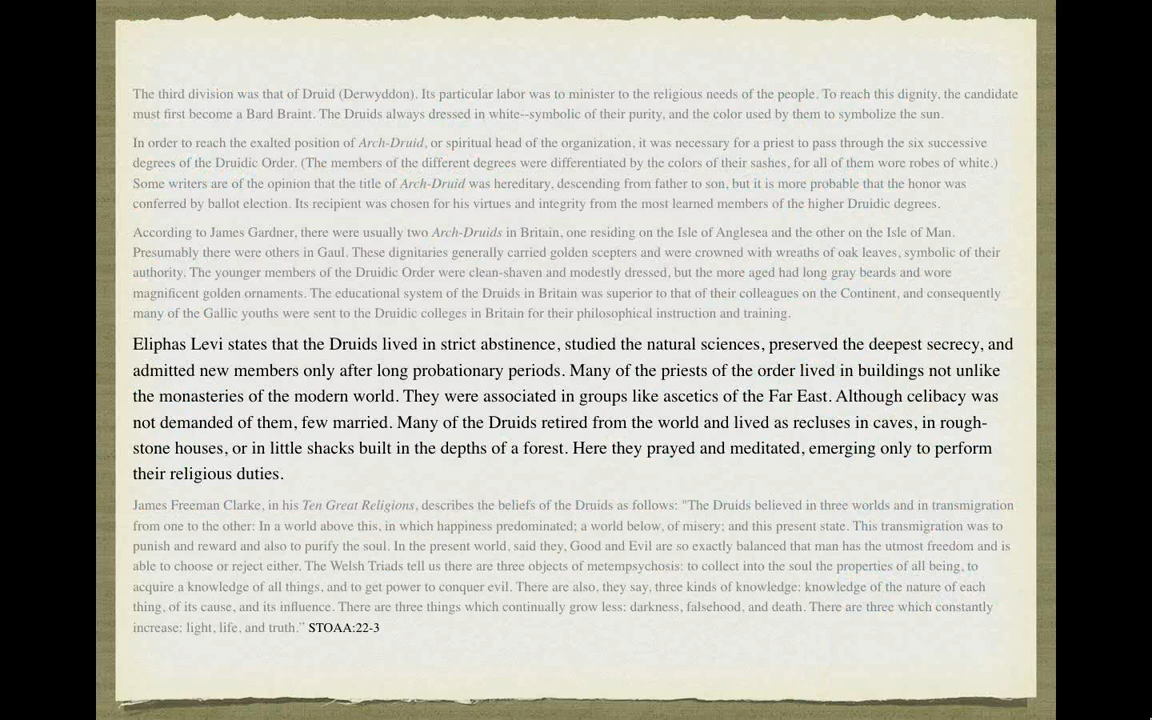 The third division was that of Druid (Derwyddon). Its particular labor was to minister to the religious needs of the people. To reach this dignity, the candidate
must first become a Bard Braint. The Druids always dressed in white--symbolic of their purity, and the color used by them to symbolize the sun.
In order to reach the exalted position of Arch-Druid, or spiritual head of the organization, it was necessary for a priest to pass through the six successive
degrees of the Druidic Order. (The members of the different degrees were differentiated by the colors of their sashes, for all of them wore robes of white.)
Some writers are of the opinion that the title of Arch-Druid was hereditary, descending from father to son, but it is more probable that the honor was
conferred by ballot election. Its recipient was chosen for his virtues and integrity from the most learned members of the higher Druidic degrees.
According to James Gardner, there were usually two Arch-Druids in Britain, one residing on the Isle of Anglesea and the other on the Isle of Man.
Presumably there were others in Gaul. These dignitaries generally carried golden scepters and were crowned with wreaths of oak leaves, symbolic of their
authority. The younger members of the Druidic Order were clean-shaven and modestly dressed, but the more aged had long gray beards and wore
magnificent golden ornaments. The educational system of the Druids in Britain was superior to that of their colleagues on the Continent, and consequently
many of the Gallic youths were sent to the Druidic colleges in Britain for their philosophical instruction and training.
Eliphas Levi states that the Druids lived in strict abstinence, studied the natural sciences, preserved the deepest secrecy, and
admitted new members only after long probationary periods. Many of the priests of the order lived in buildings not unlike
the monasteries of the modern world. They were associated in groups like ascetics of the Far East. Although celibacy was
not demanded of them, few married. Many of the Druids retired from the world and lived as recluses in caves, in rough-
stone houses, or in little shacks built in the depths of a forest. Here they prayed and meditated, emerging only to perform
their religious duties.
James Freeman Clarke, in his Ten Great Religions, describes the beliefs of the Druids as follows: "The Druids believed in three worlds and in transmigration
from one to the other: In a world above this, in which happiness predominated; a world below, of misery; and this present state. This transmigration was to
punish and reward and also to purify the soul. In the present world, said they, Good and Evil are so exactly balanced that man has the utmost freedom and is
able to choose or reject either. The Welsh Triads tell us there are three objects of metempsychosis: to collect into the soul the properties of all being, to
acquire a knowledge of all things, and to get power to conquer evil. There are also, they say, three kinds of knowledge: knowledge of the nature of each
thing, of its cause, and its influence. There are three things which continually grow less: darkness, falsehood, and death. There are three which constantly
increase: light, life, and truth.” STOAA:22-3